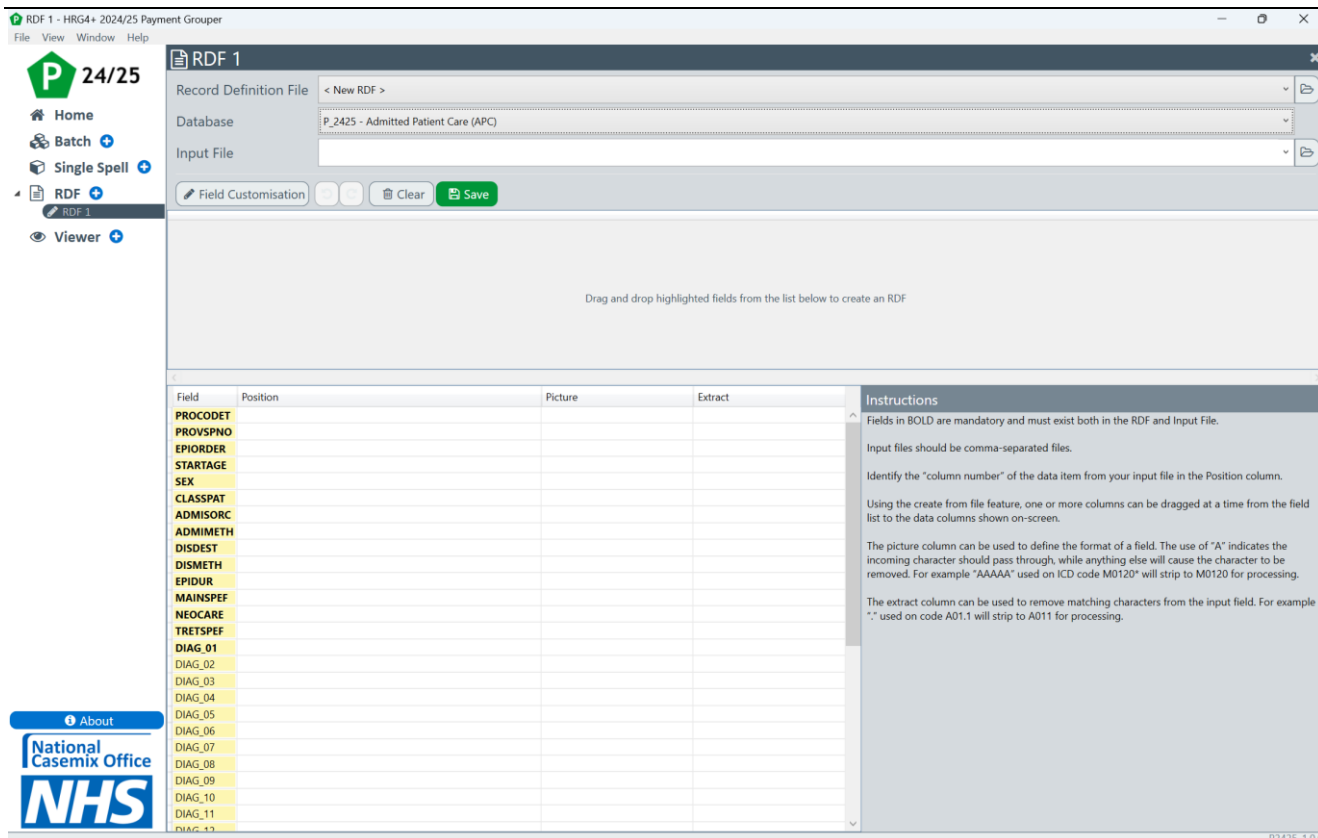 RDF 1 - HRG4+ 2024/25 Payment Grouper
File View Window Help
P 24/25
Home
Batch
Single Spell
RDF
RDF 1
Viewer
RDF 1
Record Definition File < New RDF >
Database P_2425 - Admitted Patient Care (APC)
Input File
Field Customisation Clear Save
Drag and drop highlighted fields from the list below to create an RDF
Field Position Picture Extract
PROCODET
PROVSPNO
EPIORDER
STARTAGE
SEX
CLASSPAT
ADMISORC
ADMIMETH
DISDEST
DISMETH
EPIDUR
MAINSPEF
NEOCARE
TRETSPEF
DIAG_01
DIAG_02
DIAG_03
DIAG_04
DIAG_05
DIAG_06
DIAG_07
DIAG_08
DIAG_09
DIAG_10
DIAG_11
DIAG_12
Instructions
Fields in BOLD are mandatory and must exist both in the RDF and Input File.
Input files should be comma-separated files.
Identify the "column number" of the data item from your input file in the Position column.
Using the create from file feature, one or more columns can be dragged at a time from the field
list to the data columns shown on-screen.
The picture column can be used to define the format of a field. The use of "A" indicates the
incoming character should pass through, while anything else will cause the character to be
removed. For example "AAAAA" used on ICD code M0120* will strip to M0120 for processing.
The extract column can be used to remove matching characters from the input field. For example
"." used on code A01.1 will strip to A011 for processing.
About
National
Casemix Office
NHS
P2425_1.0